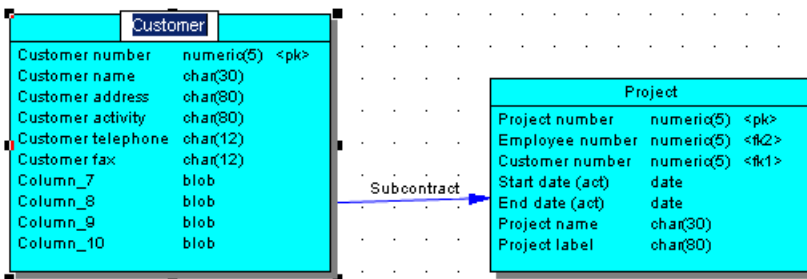 Customer
Customer number numeric(5) <pk>
Customer name char(30)
Customer address char(80)
Customer activity char(80)
Customer telephone char(12)
Customer fax char(12)
Column_7 blob
Column_8 blob
Column_9 blob
Column_10 blob
Subcontract
Project
Project number numeric(5) <pk>
Employee number numeric(5) <fk2>
Customer number numeric(5) <fk1>
Start date (act) date
End date (act) date
Project name char(30)
Project label char(80)